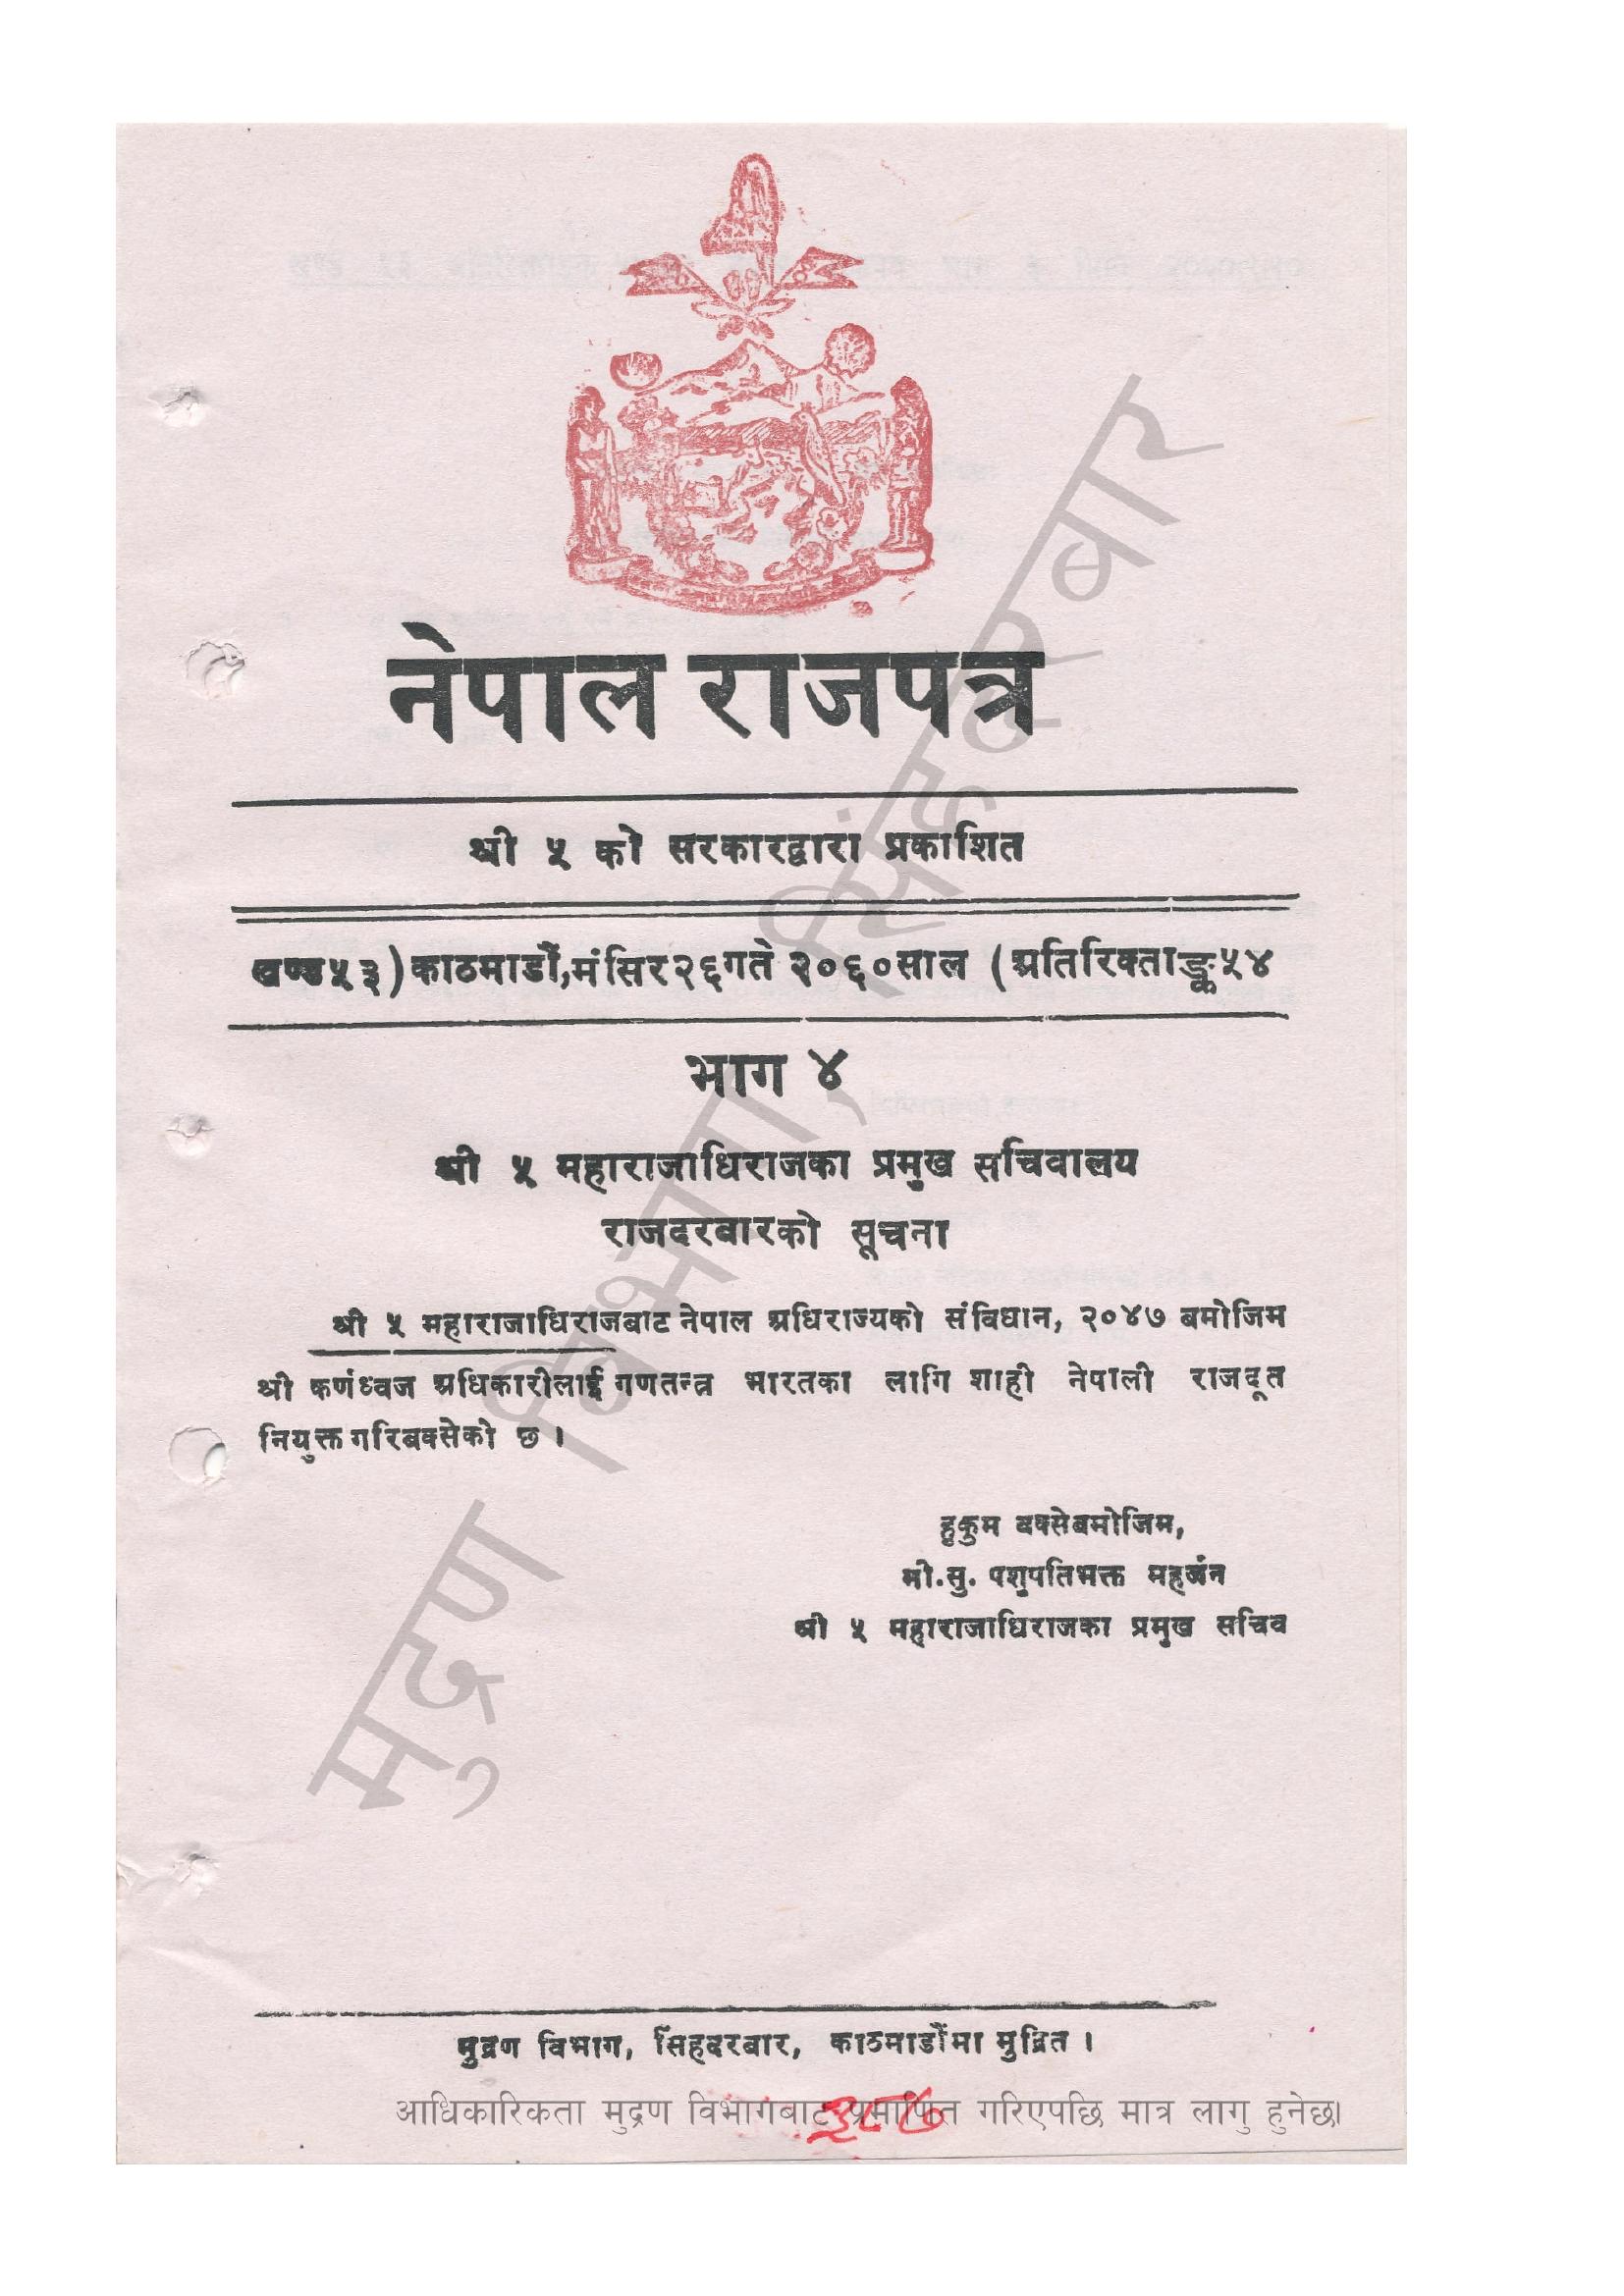 नेपाल राजपत्र
श्री ५ को सरकारद्वारा प्रकाशित
खण्ड५३)काठमाडौं,मंसिर२६गते २०६०साल (अतिरिक्ताङ्क५४
भाग ४
श्री ५ महाराजाधिराजका प्रमुख सचिवालय
राजदरबारको सूचना
श्री ५ महाराजाधिराजबाट नेपाल अधिराज्यको संविधान, २०४७ बमोजिम
श्री कर्णध्वज अधिकारीलाई गणतन्त्र भारतका लागि शाही नेपाली राजदूत
नियुक्त गरिबक्सेको छ ।
हुकुम बक्सेबमोजिम,
मो.सु. पशुपतिभक्त महर्जन
श्री ५ महाराजाधिराजका प्रमुख सचिव
मुद्रण विभाग, सिंहदरबार
मुद्रण विभाग, सिंहदरबार, काठमाडौंमा मुद्रित ।
आधिकारिकता मुद्रण विभागबाट प्रमाणित गरिएपछि मात्र लागु हुनेछ।
३८७